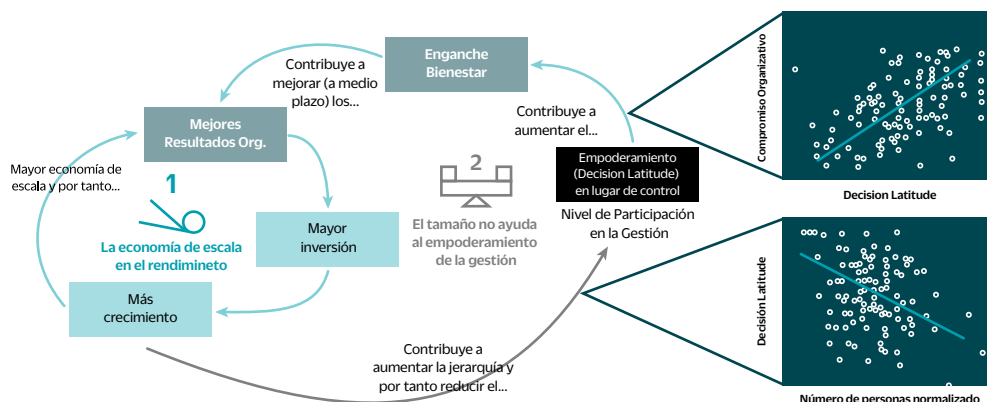 Enganche
Bienestar
Contribuye a
mejorar (a medio
plazo) los...
Contribuye a
aumentar el...
Mejores
Resultados Org.
Mayor economía de
escala y por tanto...
1
La economía de escala
en el rendimineto
Mayor
inversión
Más
crecimiento
2
El tamaño no ayuda
al empoderamiento
de la gestión
Empoderamiento
(Decision Latitude)
en lugar de control
Nivel de Participación
en la Gestión
Contribuye a
aumentar la jerarquía y
por tanto reducir el...
Compromiso Organizativo
Decision Latitude
Decisión Latitude
Número de personas normalizado